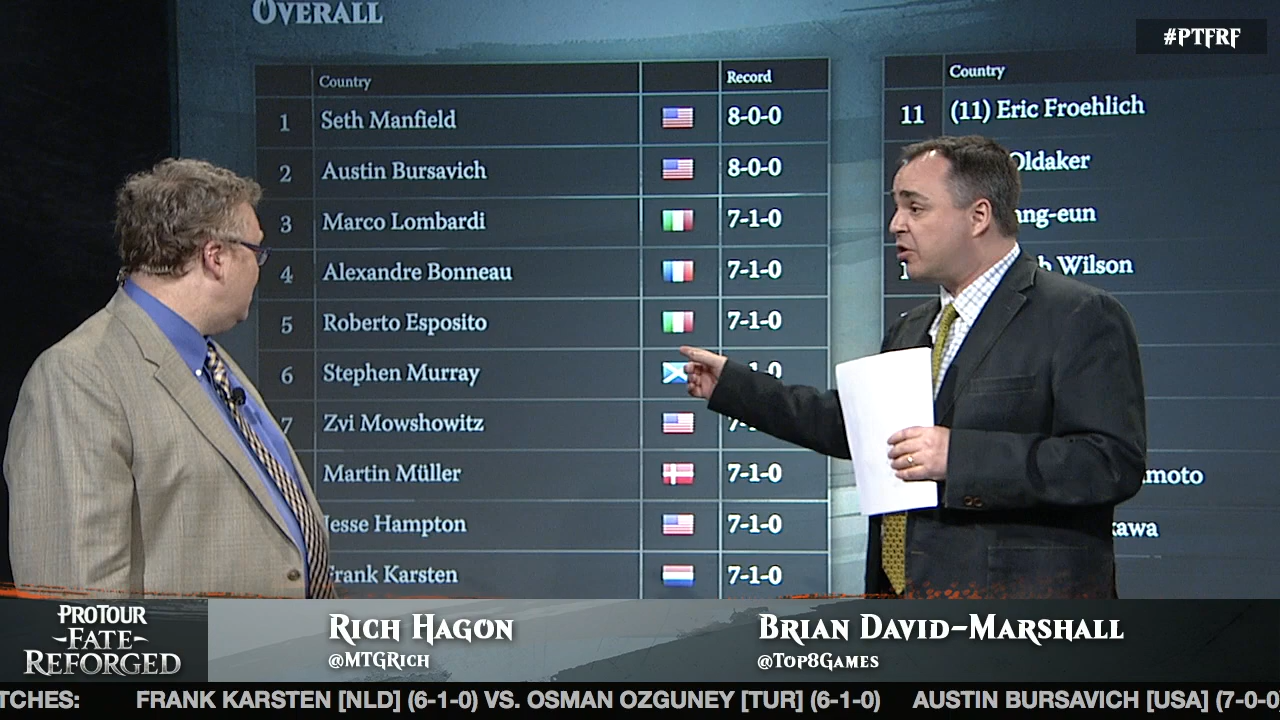 OVERALL
#PTFRF
Country Record
1 Seth Manfield 8-0-0
2 Austin Bursavich 8-0-0
3 Marco Lombardi 7-1-0
4 Alexandre Bonneau 7-1-0
5 Roberto Esposito 7-1-0
6 Stephen Murray
7 Zvi Mowshowitz
Martin Müller 7-1-0
Jesse Hampton 7-1-0
Frank Karsten 7-1-0
Country
11 (11) Eric Froehlich
Oldaker
Wilson
PROTOUR
-FATE-
REFORGED
RICH HAGON
@MTGRICH
BRIAN DAVID-MARSHALL
@TOP8GAMES
TCHES: FRANK KARSTEN [NLD] (6-1-0) VS. OSMAN OZGUNEY [TUR] (6-1-0) AUSTIN BURSAVICH [USA] (7-0-0